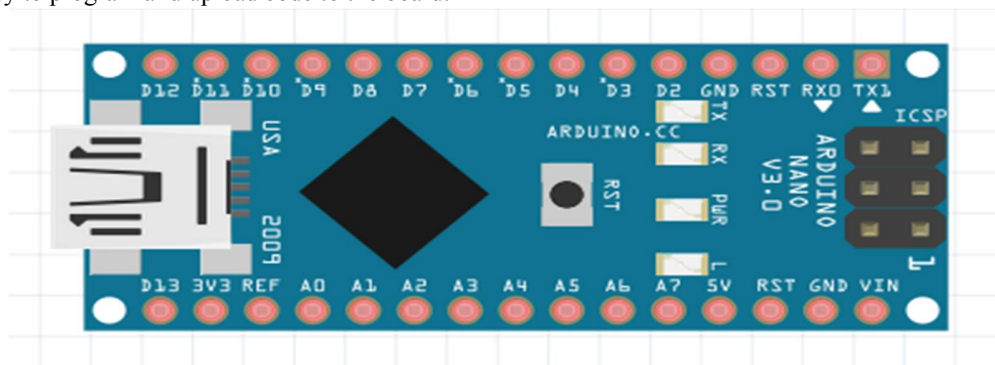 D12 *D11 *D10 *D9 D8 D7 *D6 *D5 D4 *D3 D2 GND RST RX0 TX1
ICSP
TX
ARDUINO.CC
RX
USA
ARDUINO
NANO
V3.0
RST
PWR
2009
L
1
D13 3V3 REF A0 A1 A2 A3 A4 A5 A6 A7 5V RST GND VIN